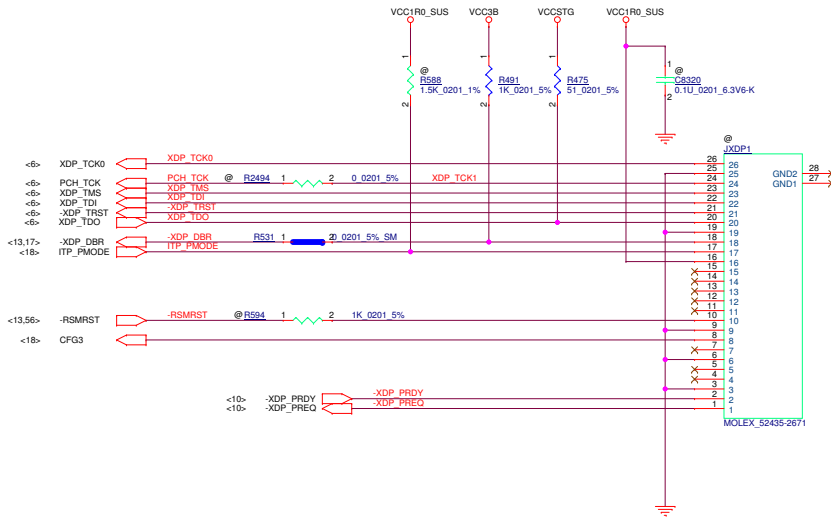 VCC1R0_SUS VCC3B VCCSTG VCC1R0_SUS
1 1 1
@ R588 1.5K_0201_1%
R491 1K_0201_5%
R475 51_0201_5%
2 2 2
1 @ C8320
2 0.1U_0201_6.3V6-K
@
JXDP1
<6> XDP_TCK0 XDP_TCK0 26 26
25 25
<6> PCH_TCK PCH_TCK @ R2494 1 2 0_0201_5% XDP_TCK1 24 24
<6> XDP_TMS XDP_TMS 23 23
<6> XDP_TDI XDP_TDI 22 22
<6> -XDP_TRST -XDP_TRST 21 21
<6> XDP_TDO XDP_TDO 20 20
19 19
<13,17> -XDP_DBR -XDP_DBR R531 1 2 0_0201_5%_SM 18 18
<18> ITP_PMODE ITP_PMODE 17 17
16 16
15 15
14 14
13 13
12 12
11 11
<13,56> -RSMRST -RSMRST @ R594 1 2 1K_0201_5% 10 10
9 9
<18> CFG3 8 8
7 7
6 6
5 5
4 4
3 3
<10> -XDP_PRDY -XDP_PRDY 2 2
<10> -XDP_PREQ -XDP_PREQ 1 1
GND2 28
GND1 27
MOLEX_52435-2671